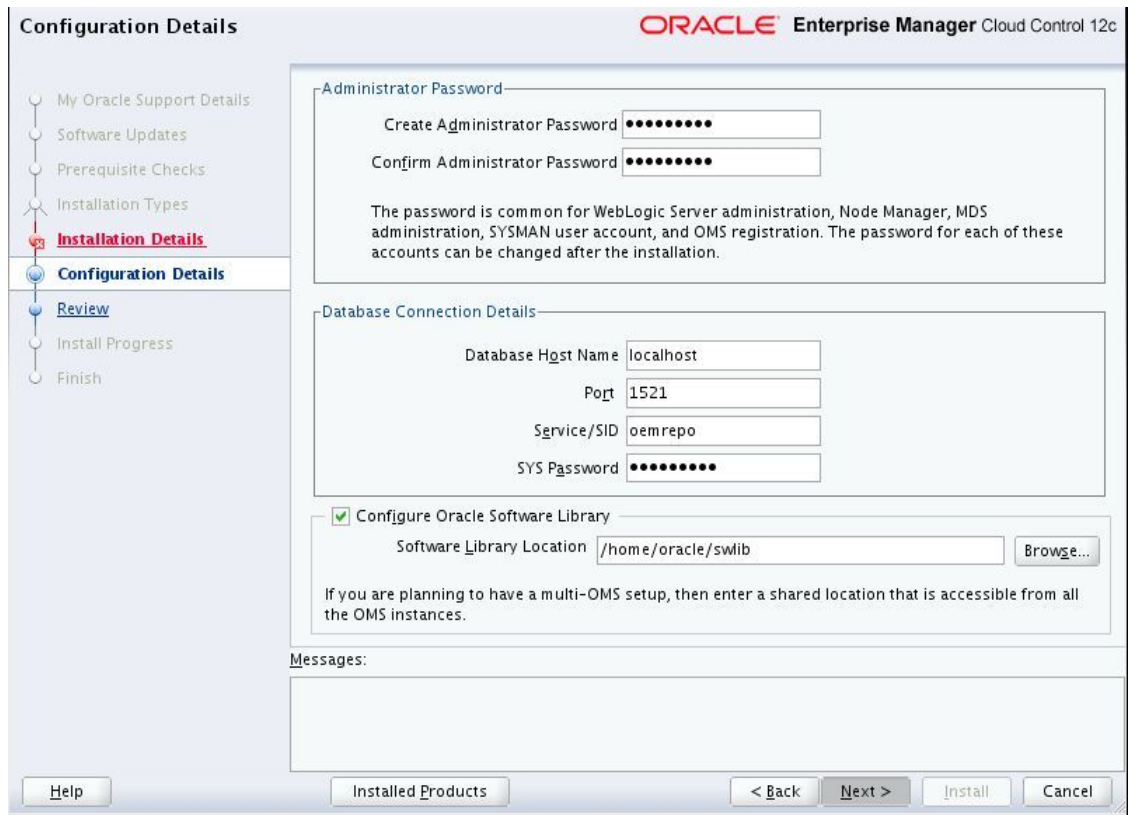 Configuration Details
ORACLE Enterprise Manager Cloud Control 12c
My Oracle Support Details
Software Updates
Prerequisite Checks
Installation Types
Installation Details
Configuration Details
Review
Install Progress
Finish
Administrator Password
Create Administrator Password •••••••••
Confirm Administrator Password •••••••••
The password is common for WebLogic Server administration, Node Manager, MDS
administration, SYSMAN user account, and OMS registration. The password for each of these
accounts can be changed after the installation.
Database Connection Details
Database Host Name localhost
Port 1521
Service/SID oemrepo
SYS Password •••••••••
Configure Oracle Software Library
Software Library Location /home/oracle/swlib Browse...
If you are planning to have a multi-OMS setup, then enter a shared location that is accessible from all
the OMS instances.
Messages:
Help Installed Products < Back Next > Install Cancel